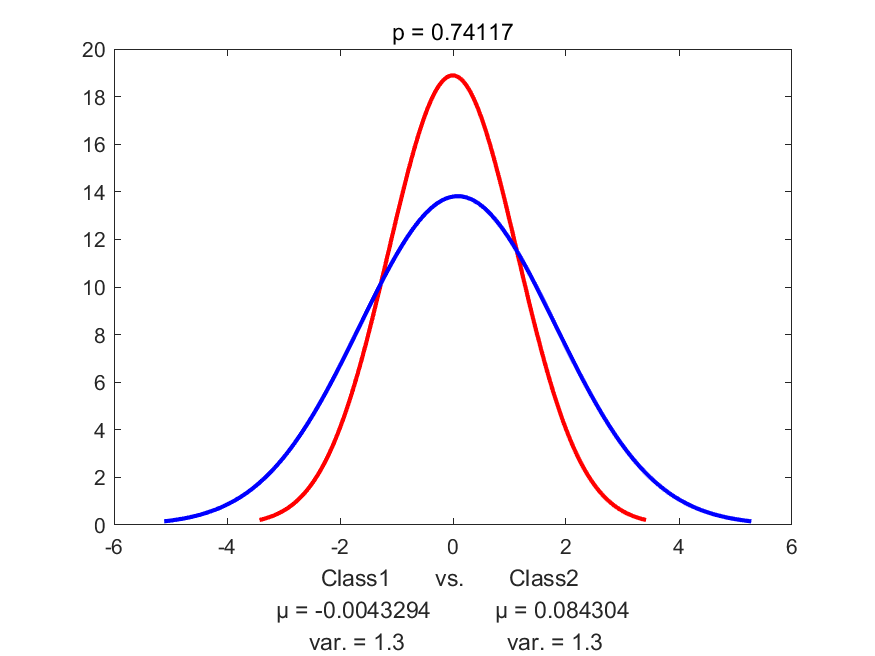 p = 0.74117
20
18
16
14
12
10
8
6
4
2
0
-6 -4 -2 0 2 4 6
Class1 vs. Class2
μ = -0.0043294 μ = 0.084304
var. = 1.3 var. = 1.3